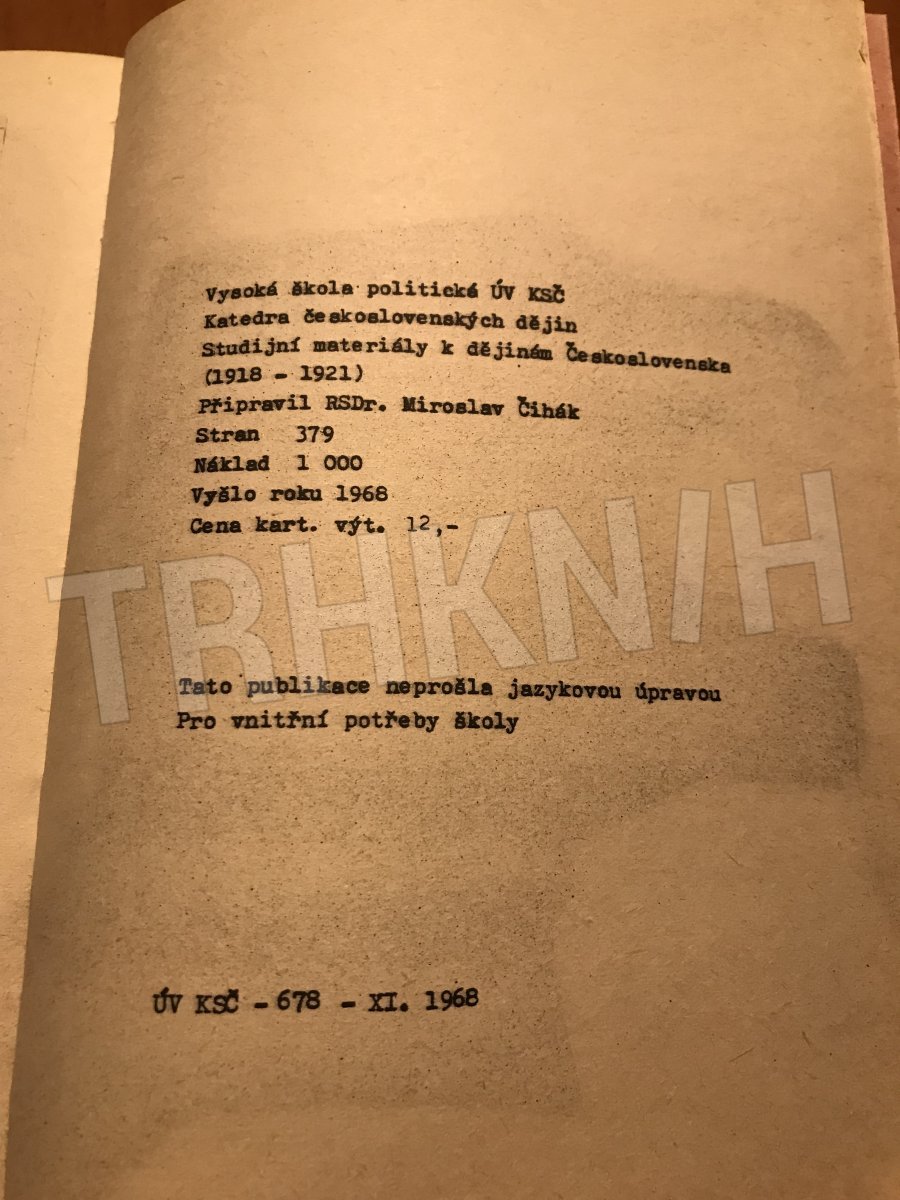 Vysoká škola politická ÚV KSČ
Katedra československých dějin
Studijní materiály k dějinám Československa
(1918 - 1921)
Připravil RSDr. Miroslav Čihák
Stran 379
Náklad 1 000
Vyšlo roku 1968
Cena kart. výt. 12,-
TRHKNIH
Tato publikace neprošla jazykovou úpravou
Pro vnitřní potřeby školy
ÚV KSČ - 678 - XI. 1968